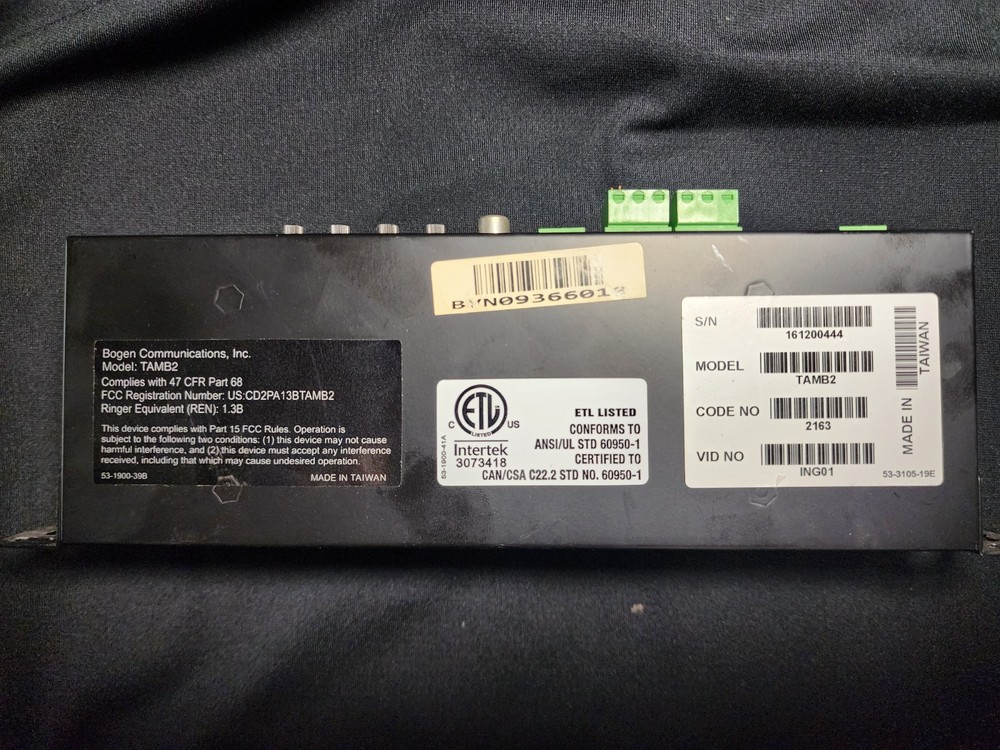 BYN09366013
Bogen Communications, Inc.
Model: TAMB2
Complies with 47 CFR Part 68
FCC Registration Number: US:CD2PA13BTAMB2
Ringer Equivalent (REN): 1.3B
This device complies with Part 15 FCC Rules. Operation is
subject to the following two conditions: (1) this device may not cause
harmful interference, and (2) this device must accept any interference
received, including that which may cause undesired operation.
53-1900-39B
MADE IN TAIWAN
ETL
LISTED
C US
Intertek
3073418
53-1900-41A
ETL LISTED
CONFORMS TO
ANSI/UL STD 60950-1
CERTIFIED TO
CAN/CSA C22.2 STD NO. 60950-1
S/N
161200444
MODEL
TAMB2
CODE NO
2163
VID NO
ING01
MADE IN TAIWAN
53-3105-19E